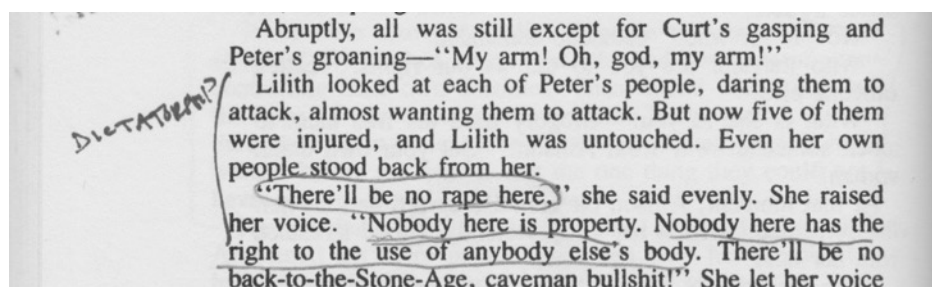 Abruptly, all was still except for Curt's gasping and
Peter's groaning—“My arm! Oh, god, my arm!”
Lilith looked at each of Peter's people, daring them to
attack, almost wanting them to attack. But now five of them
were injured, and Lilith was untouched. Even her own
people stood back from her.
“There'll be no rape here,” she said evenly. She raised
her voice. “Nobody here is property. Nobody here has the
right to the use of anybody else's body. There'll be no
back-to-the-Stone-Age, caveman bullshit!” She let her voice